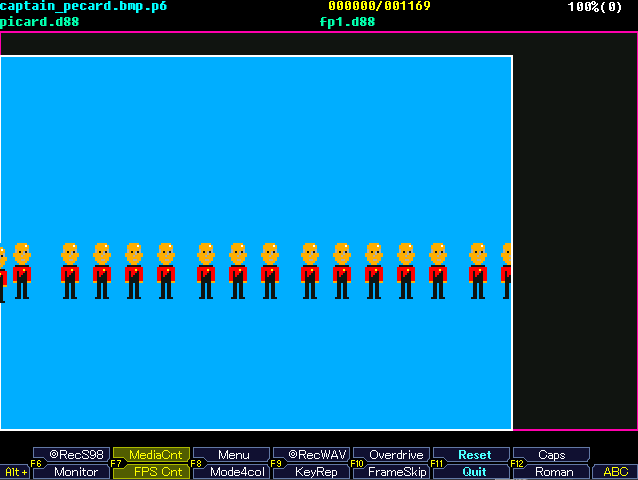 captain_pecard.bmp.p6 000000/001169 100%(0)
picard.d88 fp1.d88
®RecS98 MediaCnt Menu ®RecWAV Overdrive Reset Caps
F6 F7 F8 F9 F10 F11 F12
Alt+ Monitor FPS Cnt Mode4col KeyRep FrameSkip Quit Roman ABC